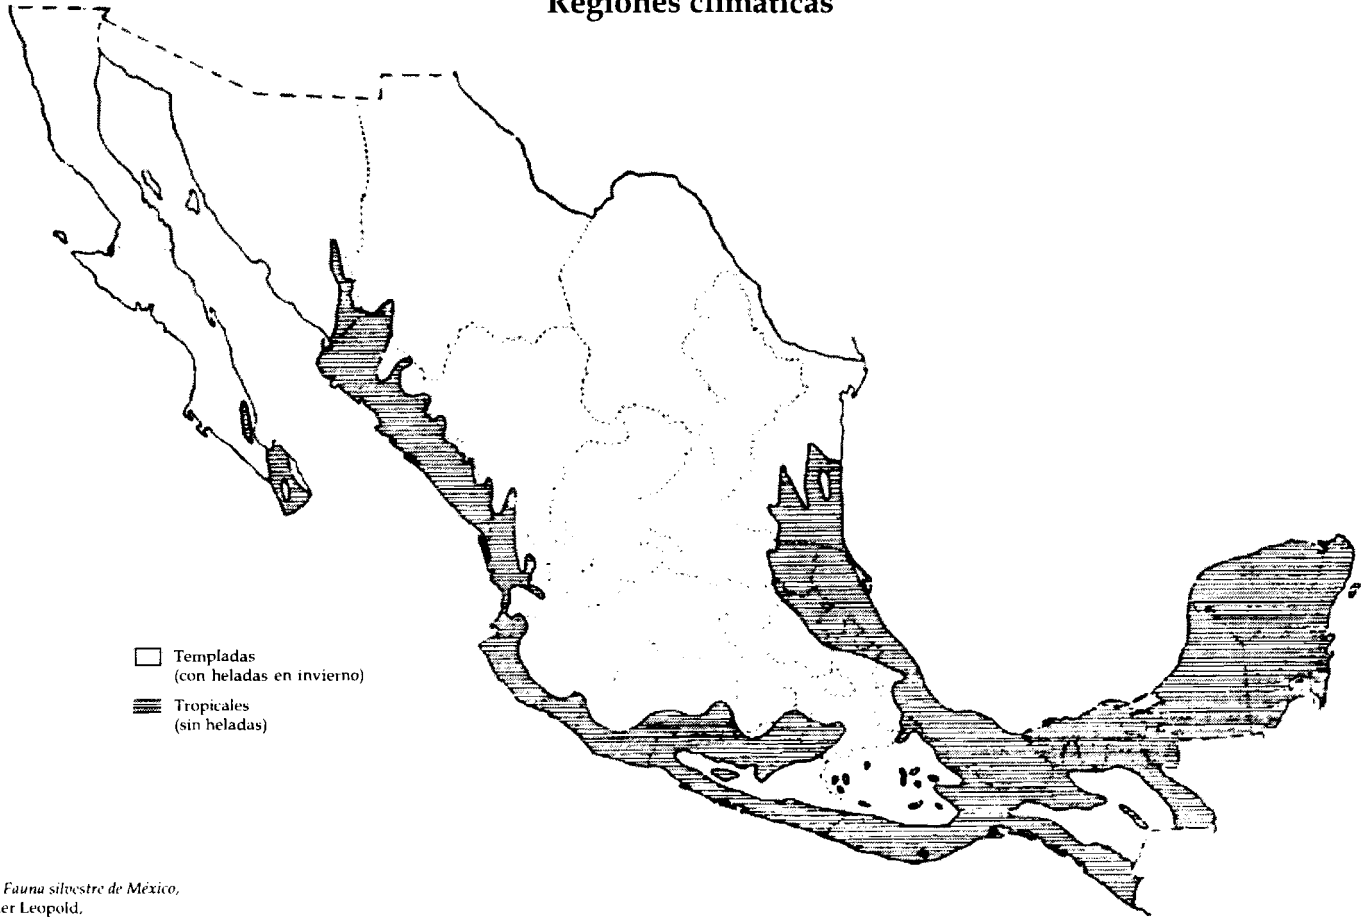 Regiones climáticas
Templadas
(con heladas en invierno)
Tropicales
(sin heladas)
Fauna silvestre de México,
er Leopold,